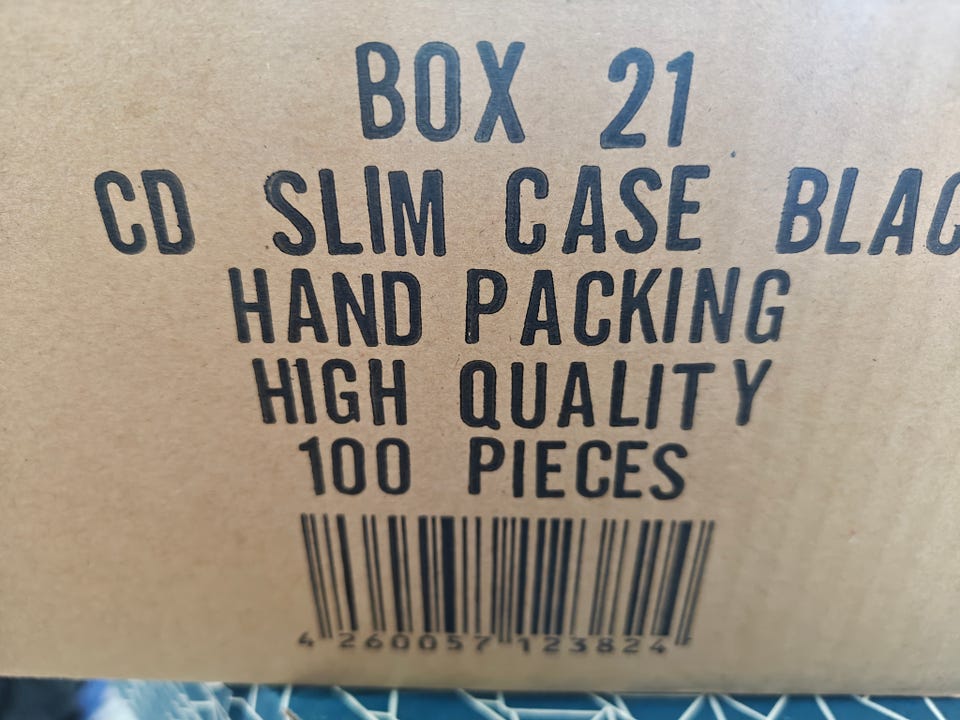 BOX 21
CD SLIM CASE BLAC
HAND PACKING
HIGH QUALITY
100 PIECES
4 260057 123824